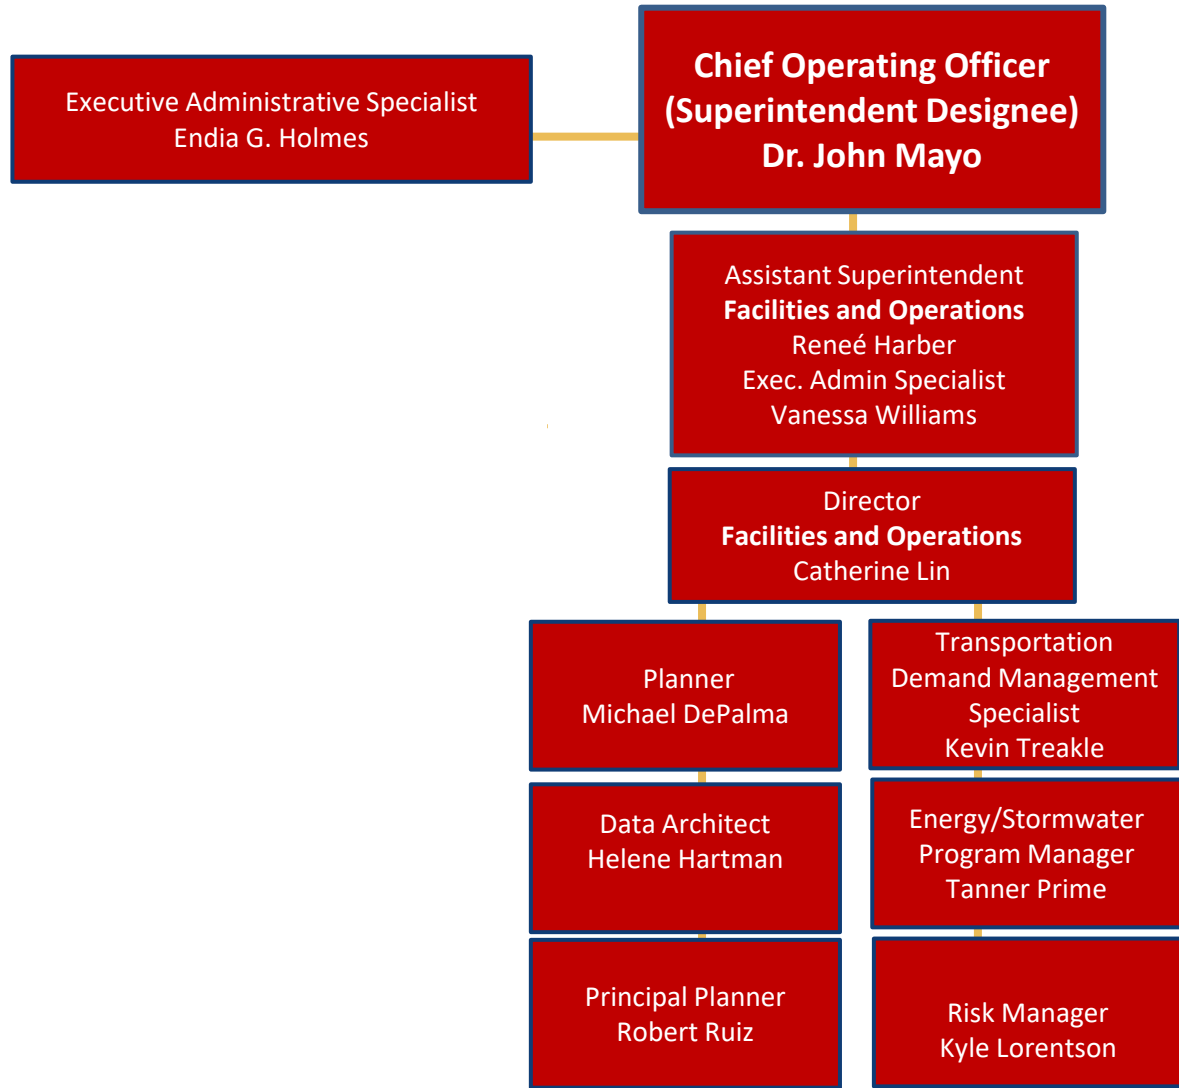 Executive Administrative Specialist
Endia G. Holmes
Chief Operating Officer
(Superintendent Designee)
Dr. John Mayo
Assistant Superintendent
Facilities and Operations
Reneé Harber
Exec. Admin Specialist
Vanessa Williams
Director
Facilities and Operations
Catherine Lin
Planner
Michael DePalma
Transportation
Demand Management
Specialist
Kevin Treakle
Data Architect
Helene Hartman
Energy/Stormwater
Program Manager
Tanner Prime
Principal Planner
Robert Ruiz
Risk Manager
Kyle Lorentson